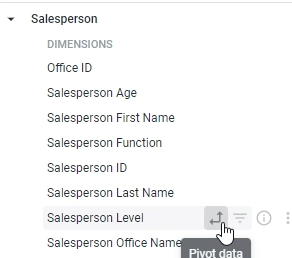 Salesperson
DIMENSIONS
Office ID
Salesperson Age
Salesperson First Name
Salesperson Function
Salesperson ID
Salesperson Last Name
Salesperson Level
Salesperson Office Name
Pivot data